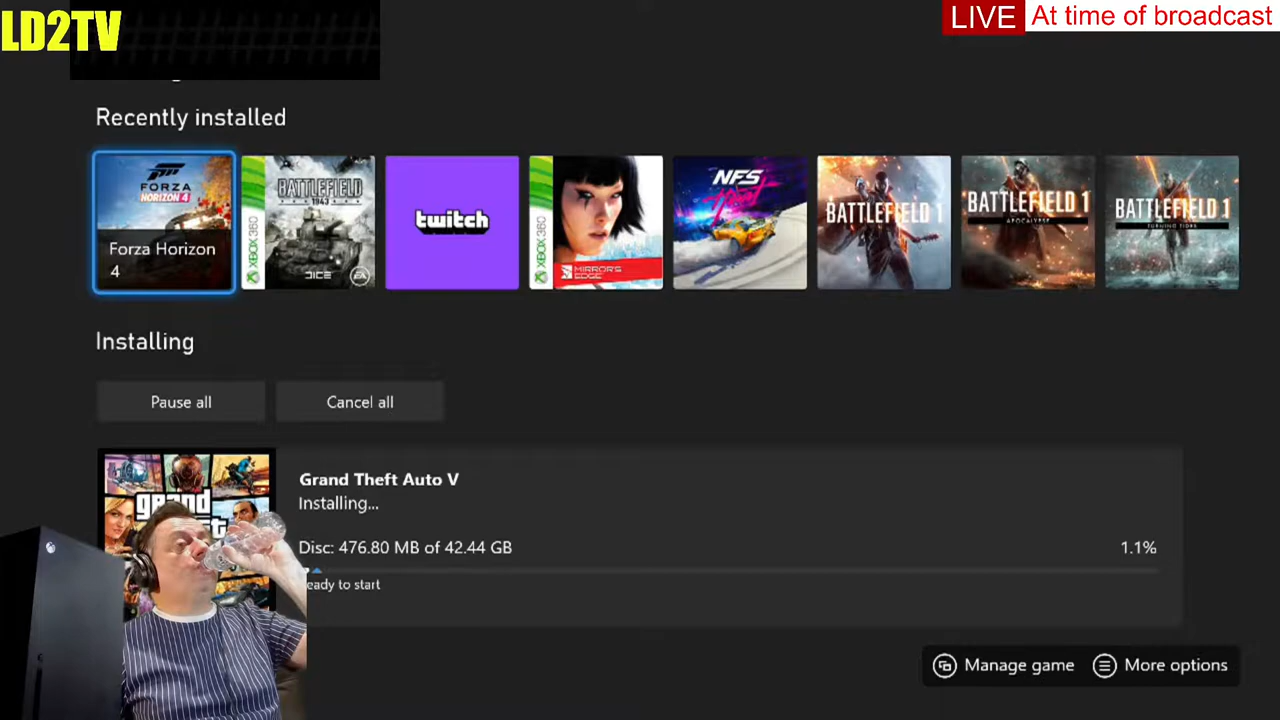 LD2TV
LIVE At time of broadcast
Recently installed
FORZA
HORIZON 4
Forza Horizon
4
XBOX 360
BATTLEFIELD
1943
DICE
EA
twitch
XBOX 360
MIRROR'S
EDGE
NFS
Heat
BATTLEFIELD 1
BATTLEFIELD 1
APOCALYPSE
BATTLEFIELD 1
TURNING TIDES
Installing
Pause all
Cancel all
Grand Theft Auto V
Installing...
grand
Disc: 476.80 MB of 42.44 GB
1.1%
eady to start
Manage game
More options